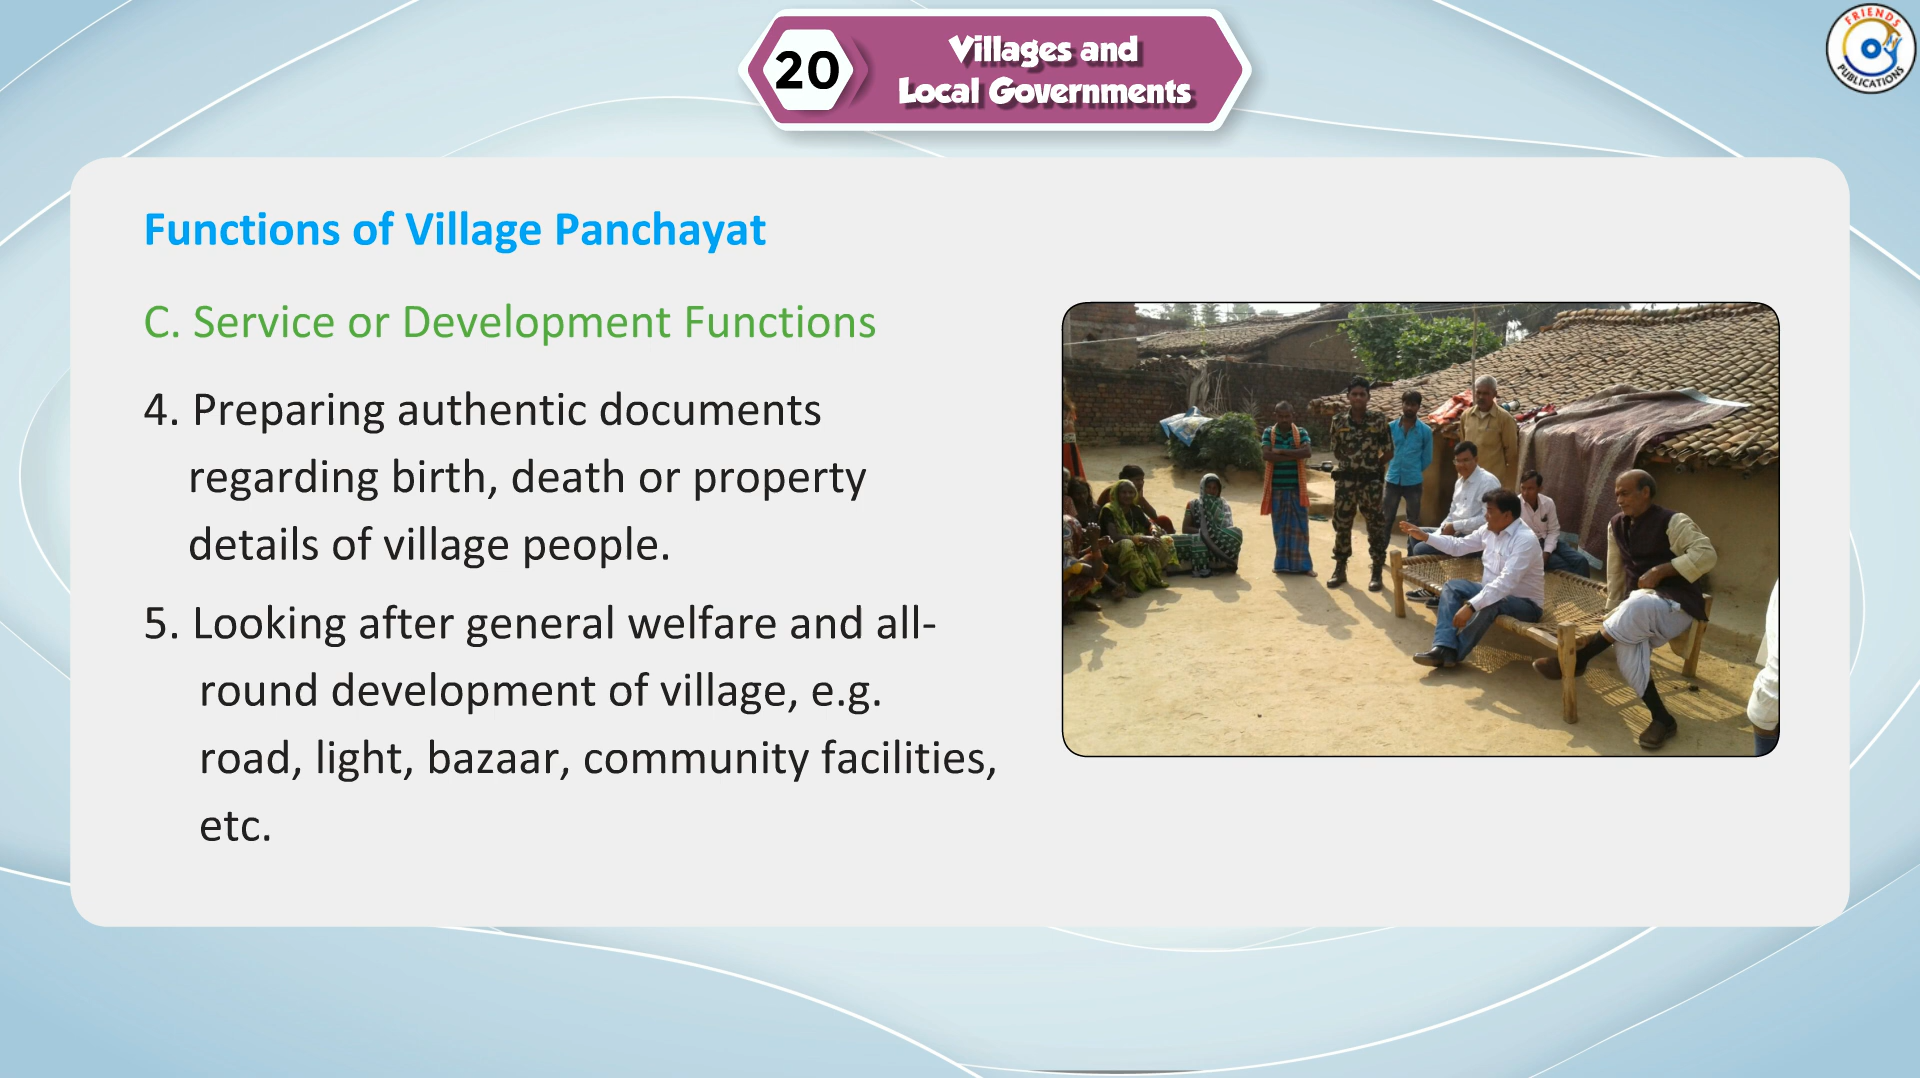 20
Villages and
Local Governments
FRIENDS
PUBLICATIONS
Functions of Village Panchayat
C. Service or Development Functions
4. Preparing authentic documents
regarding birth, death or property
details of village people.
5. Looking after general welfare and all-
round development of village, e.g.
road, light, bazaar, community facilities,
etc.